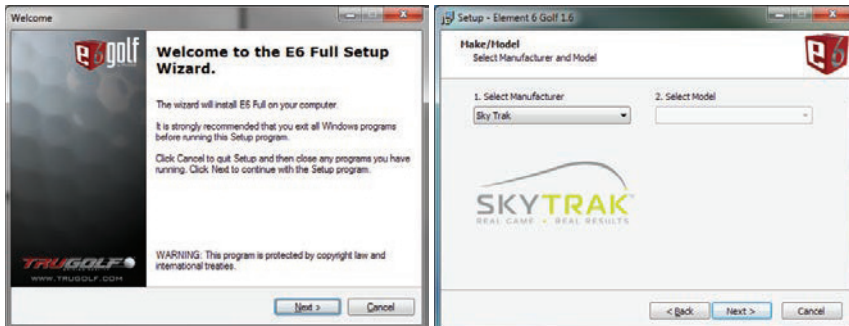 Welcome
e6golf
Welcome to the E6 Full Setup
Wizard.
The wizard will install E6 Full on your computer.
It is strongly recommended that you exit all Windows programs
before running this Setup program.
Click Cancel to quit Setup and then close any programs you have
running. Click Next to continue with the Setup program.
WARNING: This program is protected by copyright law and
international treaties.
TRUGOLF
WWW.TRUGOLF.COM
Next >
Cancel
Setup - Element 6 Golf 1.6
Make/Model
Select Manufacturer and Model
e6
1. Select Manufacturer
2. Select Model
Sky Trak
SKYTRAK™
REAL GAME • REAL RESULTS
< Back
Next >
Cancel